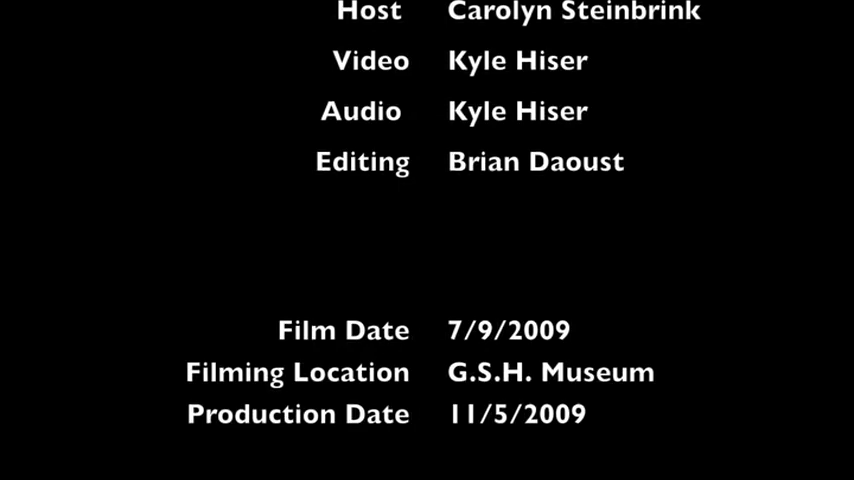 Host Carolyn Steinbrink
Video Kyle Hiser
Audio Kyle Hiser
Editing Brian Daoust
Film Date 7/9/2009
Filming Location G.S.H. Museum
Production Date 11/5/2009